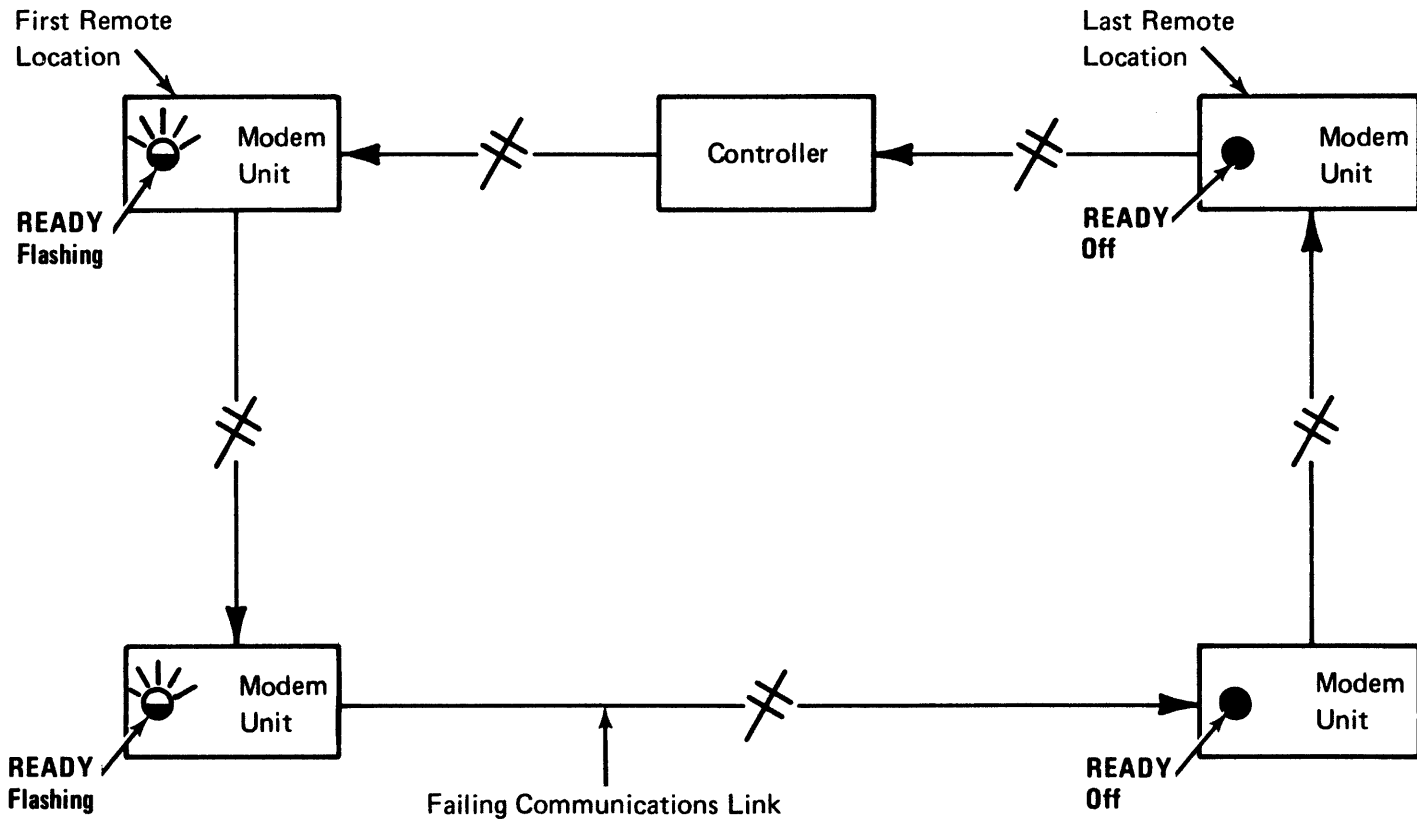 First Remote
Location
Last Remote
Location
Modem
Unit
Controller
Modem
Unit
READY
Flashing
READY
Off
Modem
Unit
Modem
Unit
READY
Flashing
READY
Off
Failing Communications Link